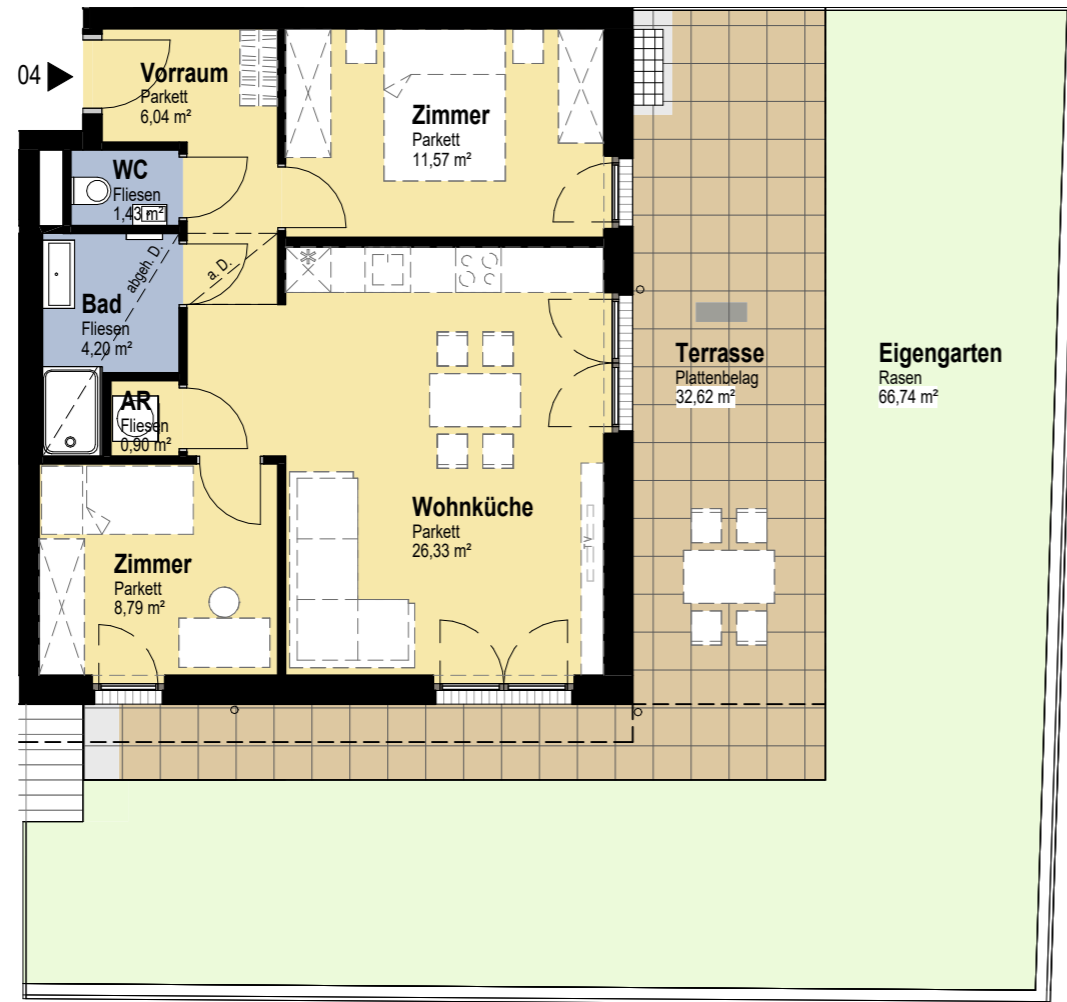 04
Vorraum
Parkett
6,04 m²
Zimmer
Parkett
11,57 m²
WC
Fliesen
1,43 m²
abgeh. D.
a. D.
Bad
Fliesen
4,20 m²
Terrasse
Plattenbelag
32,62 m²
Eigengarten
Rasen
66,74 m²
AR
Fliesen
0,90 m²
Wohnküche
Parkett
26,33 m²
TV
Zimmer
Parkett
8,79 m²